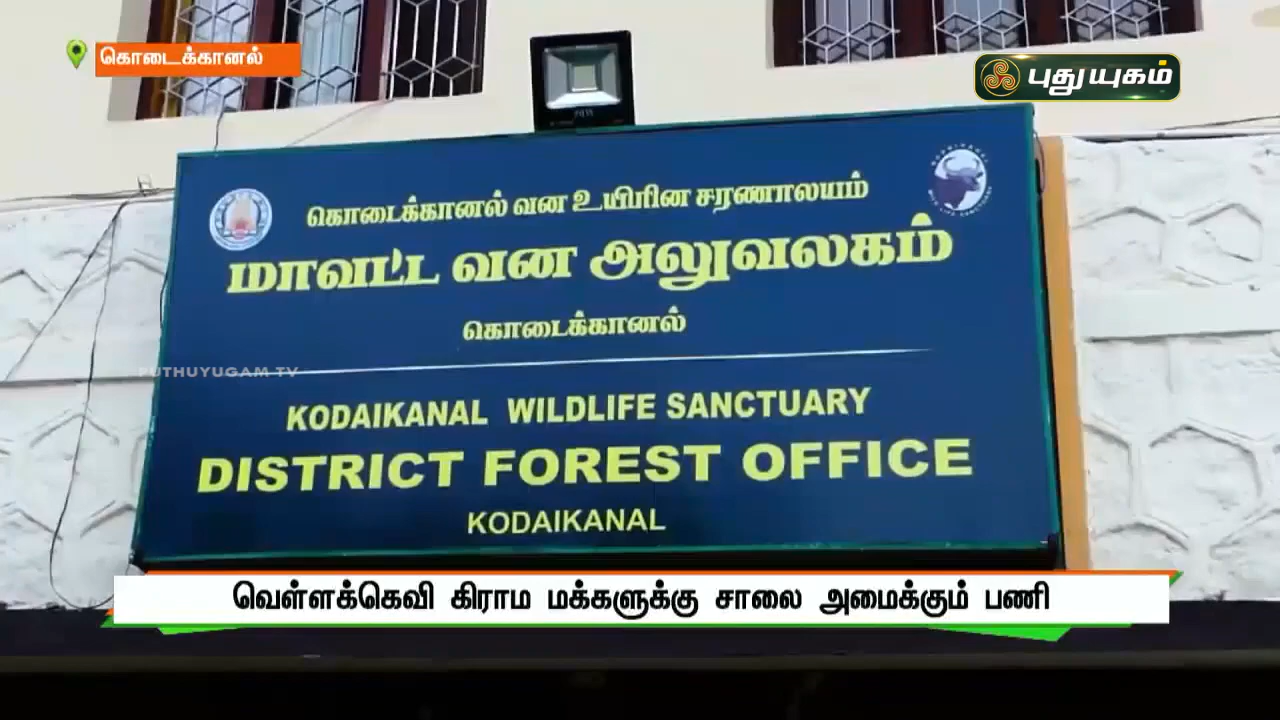 கொடைக்கானல்
புதுயுகம்
கொடைக்கானல் வன உயிரின சரணாலயம்
மாவட்ட வன அலுவலகம்
கொடைக்கானல்
PUTHUYUGAM TV
KODAIKANAL WILDLIFE SANCTUARY
DISTRICT FOREST OFFICE
KODAIKANAL
வெள்ளக்கெவி கிராம மக்களுக்கு சாலை அமைக்கும் பணி